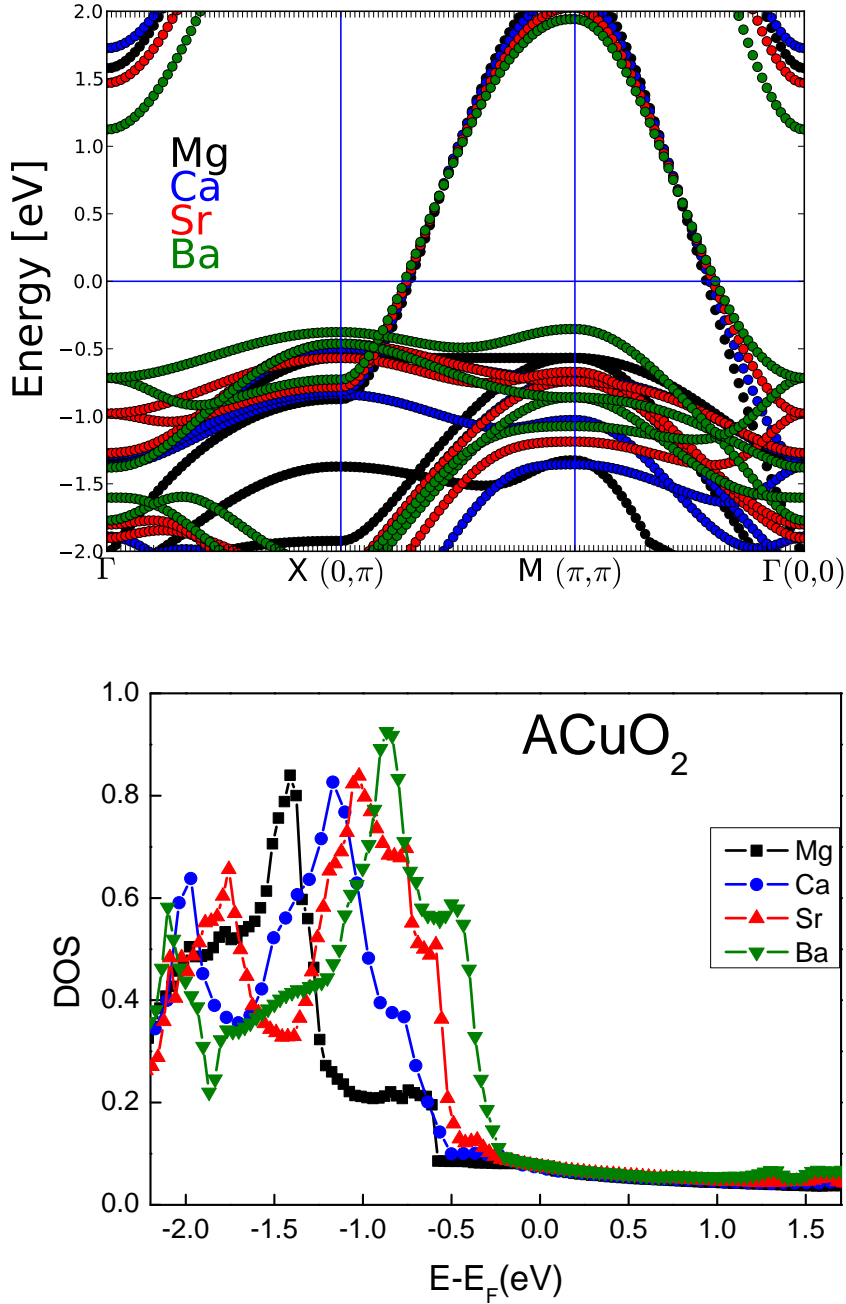 2.0
1.5
1.0
0.5
0.0
−0.5
−1.0
−1.5
−2.0
Energy [eV]
Mg
Ca
Sr
Ba
Γ X (0,π) M (π,π) Γ(0,0)
ACuO₂
Mg
Ca
Sr
Ba
1.0
0.8
0.6
0.4
0.2
0.0
DOS
-2.0 -1.5 -1.0 -0.5 0.0 0.5 1.0 1.5
E-E_F(eV)